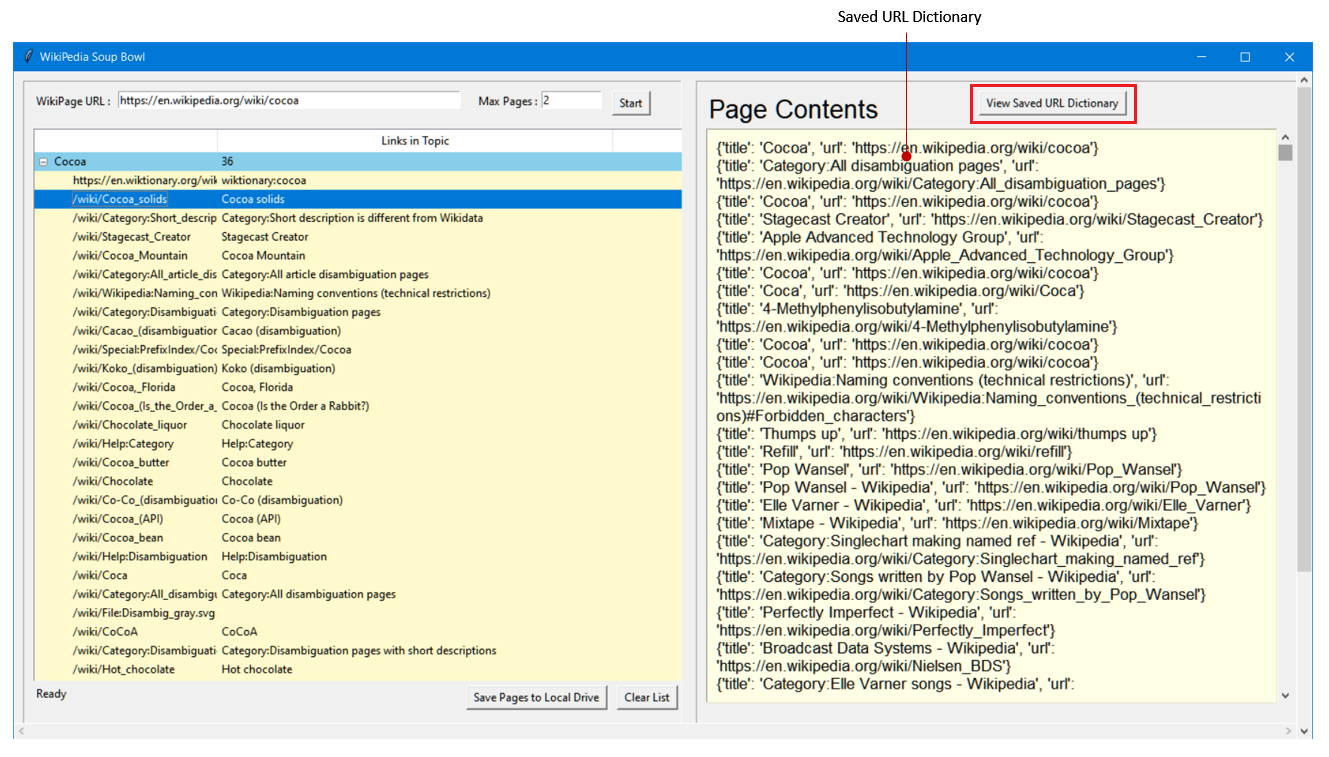 Saved URL Dictionary
WikiPedia Soup Bowl
WikiPage URL : https://en.wikipedia.org/wiki/cocoa Max Pages : 2 Start
Links in Topic
Cocoa 36
https://en.wiktionary.org/wik wiktionary:cocoa
/wiki/Cocoa_solids Cocoa solids
/wiki/Category:Short_descrip Category:Short description is different from Wikidata
/wiki/Stagecast_Creator Stagecast Creator
/wiki/Cocoa_Mountain Cocoa Mountain
/wiki/Category:All_article_dis Category:All article disambiguation pages
/wiki/Wikipedia:Naming_con Wikipedia:Naming conventions (technical restrictions)
/wiki/Category:Disambiguati Category:Disambiguation pages
/wiki/Cacao_(disambiguation Cacao (disambiguation)
/wiki/Special:PrefixIndex/Coc Special:PrefixIndex/Cocoa
/wiki/Koko_(disambiguation) Koko (disambiguation)
/wiki/Cocoa,_Florida Cocoa, Florida
/wiki/Cocoa_(Is_the_Order_a_ Cocoa (Is the Order a Rabbit?)
/wiki/Chocolate_liquor Chocolate liquor
/wiki/Help:Category Help:Category
/wiki/Cocoa_butter Cocoa butter
/wiki/Chocolate Chocolate
/wiki/Co-Co_(disambiguation Co-Co (disambiguation)
/wiki/Cocoa_(API) Cocoa (API)
/wiki/Cocoa_bean Cocoa bean
/wiki/Help:Disambiguation Help:Disambiguation
/wiki/Coca Coca
/wiki/Category:All_disambigu Category:All disambiguation pages
/wiki/File:Disambig_gray.svg
/wiki/CoCoA CoCoA
/wiki/Category:Disambiguati Category:Disambiguation pages with short descriptions
/wiki/Hot_chocolate Hot chocolate
Ready Save Pages to Local Drive Clear List
Page Contents View Saved URL Dictionary
{'title': 'Cocoa', 'url': 'https://en.wikipedia.org/wiki/cocoa'}
{'title': 'Category:All disambiguation pages', 'url':
'https://en.wikipedia.org/wiki/Category:All_disambiguation_pages'}
{'title': 'Cocoa', 'url': 'https://en.wikipedia.org/wiki/cocoa'}
{'title': 'Stagecast Creator', 'url': 'https://en.wikipedia.org/wiki/Stagecast_Creator'}
{'title': 'Apple Advanced Technology Group', 'url':
'https://en.wikipedia.org/wiki/Apple_Advanced_Technology_Group'}
{'title': 'Cocoa', 'url': 'https://en.wikipedia.org/wiki/cocoa'}
{'title': 'Coca', 'url': 'https://en.wikipedia.org/wiki/Coca'}
{'title': '4-Methylphenylisobutylamine', 'url':
'https://en.wikipedia.org/wiki/4-Methylphenylisobutylamine'}
{'title': 'Cocoa', 'url': 'https://en.wikipedia.org/wiki/cocoa'}
{'title': 'Cocoa', 'url': 'https://en.wikipedia.org/wiki/cocoa'}
{'title': 'Wikipedia:Naming conventions (technical restrictions)', 'url':
'https://en.wikipedia.org/wiki/Wikipedia:Naming_conventions_(technical_restricti
ons)#Forbidden_characters'}
{'title': 'Thumps up', 'url': 'https://en.wikipedia.org/wiki/thumps up'}
{'title': 'Refill', 'url': 'https://en.wikipedia.org/wiki/refill'}
{'title': 'Pop Wansel', 'url': 'https://en.wikipedia.org/wiki/Pop_Wansel'}
{'title': 'Pop Wansel - Wikipedia', 'url': 'https://en.wikipedia.org/wiki/Pop_Wansel'}
{'title': 'Elle Varner - Wikipedia', 'url': 'https://en.wikipedia.org/wiki/Elle_Varner'}
{'title': 'Mixtape - Wikipedia', 'url': 'https://en.wikipedia.org/wiki/Mixtape'}
{'title': 'Category:Singlechart making named ref - Wikipedia', 'url':
'https://en.wikipedia.org/wiki/Category:Singlechart_making_named_ref'}
{'title': 'Category:Songs written by Pop Wansel - Wikipedia', 'url':
'https://en.wikipedia.org/wiki/Category:Songs_written_by_Pop_Wansel'}
{'title': 'Perfectly Imperfect - Wikipedia', 'url':
'https://en.wikipedia.org/wiki/Perfectly_Imperfect'}
{'title': 'Broadcast Data Systems - Wikipedia', 'url':
'https://en.wikipedia.org/wiki/Nielsen_BDS'}
{'title': 'Category:Elle Varner songs - Wikipedia', 'url':